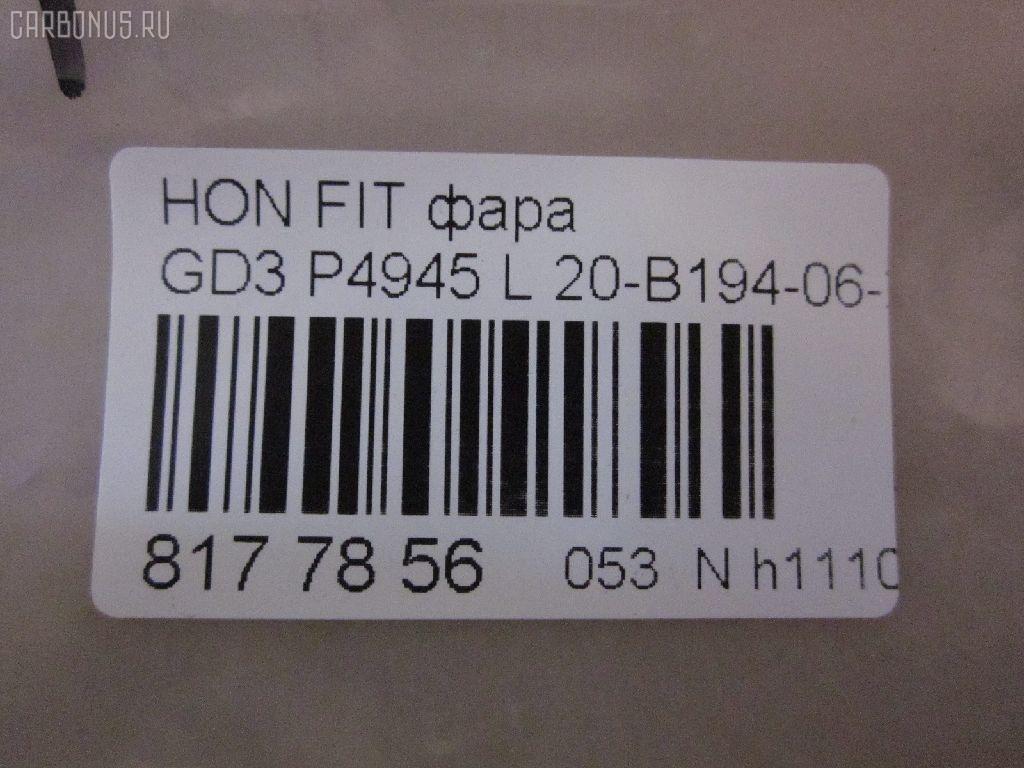 CARBONUS.RU
HON FIT фара
GD3 P4945 L 20-B194-06-
817 78 56 053 N h1110